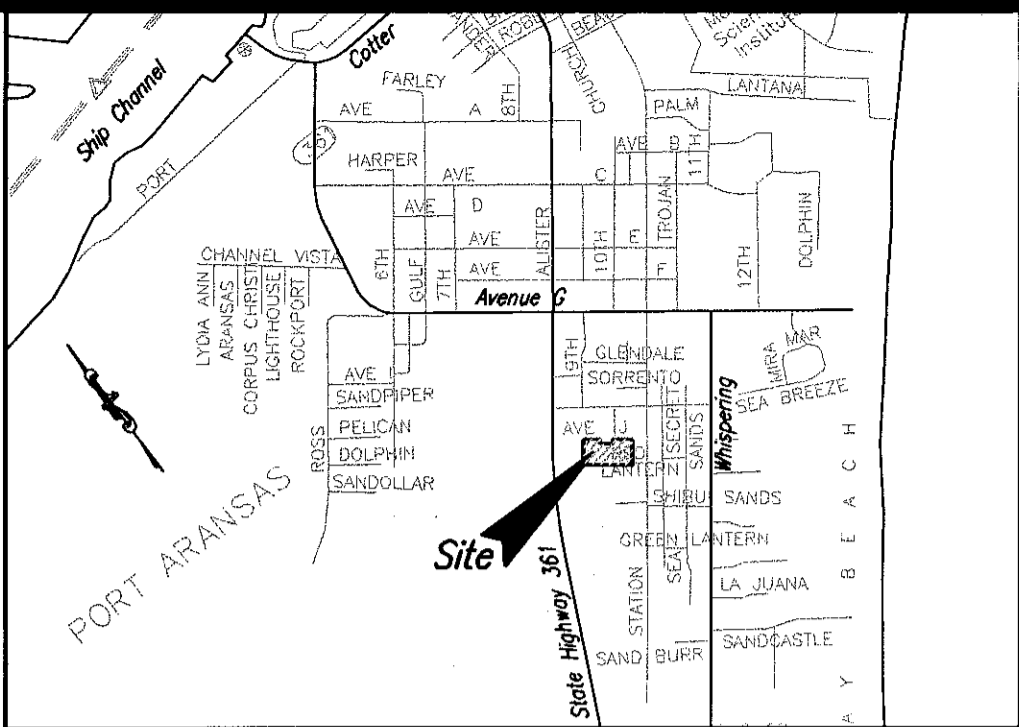 Cotter
CHURCH
Ship Channel
FARLEY
LANTANA
8TH
PALM
AVE A
361
AVE B
11TH
PORT
HARPER
AVE C
AVE D
TROJAN
DOLPHIN
ALISTER
10TH
AVE E
12TH
CHANNEL VISTA
6TH
GULF
7TH
AVE F
LYDIA ANN
ARANSAS
CORPUS CHRISTI
LIGHTHOUSE
ROCKPORT
Avenue G
9TH
GLENDALE
MIRA MAR
SORRENTO
AVE I
SANDPIPER
SECRET
SANDS
Whispering
SEA BREEZE
ROSS
PELICAN
AVE J
DOLPHIN
LANTERN
SANDOLLAR
SANDS
PORT ARANSAS
Site
GREEN LANTERN
SEA
State Highway 361
STATION
LA JUANA
SAND BURR
SANDCASTLE
BEACH